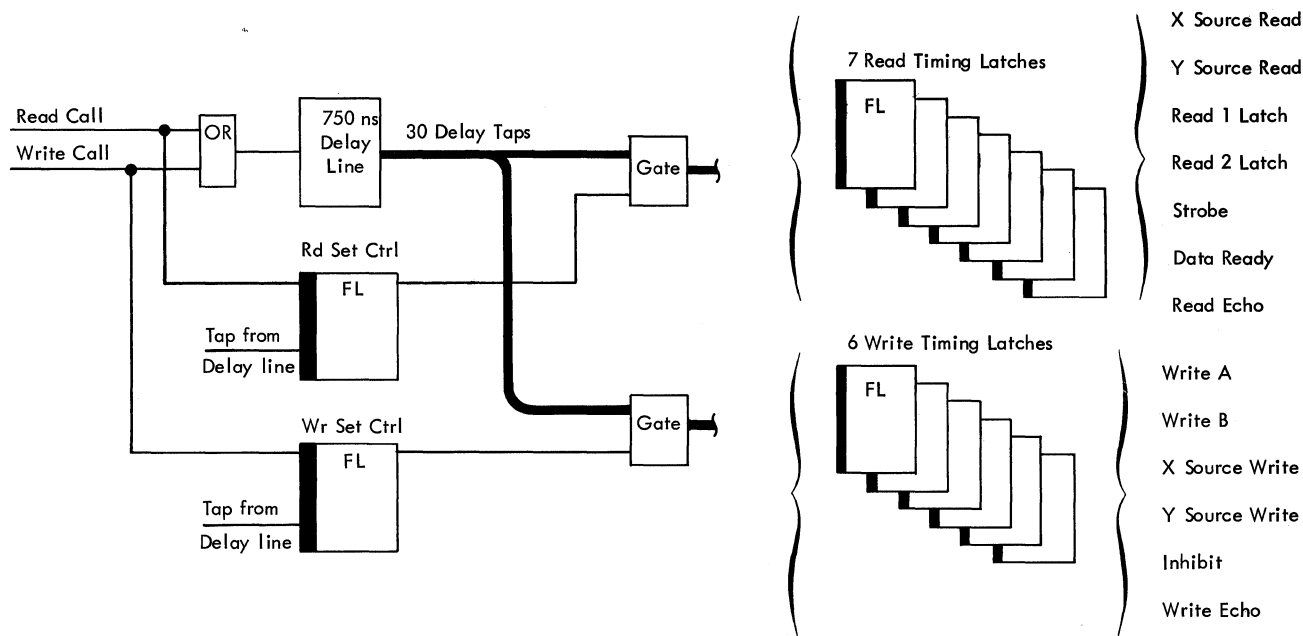 Read Call
Write Call
OR
750 ns
Delay
Line
30 Delay Taps
Gate
Rd Set Ctrl
FL
Tap from
Delay line
Wr Set Ctrl
FL
Tap from
Delay line
Gate
7 Read Timing Latches
FL
X Source Read
Y Source Read
Read 1 Latch
Read 2 Latch
Strobe
Data Ready
Read Echo
6 Write Timing Latches
FL
Write A
Write B
X Source Write
Y Source Write
Inhibit
Write Echo